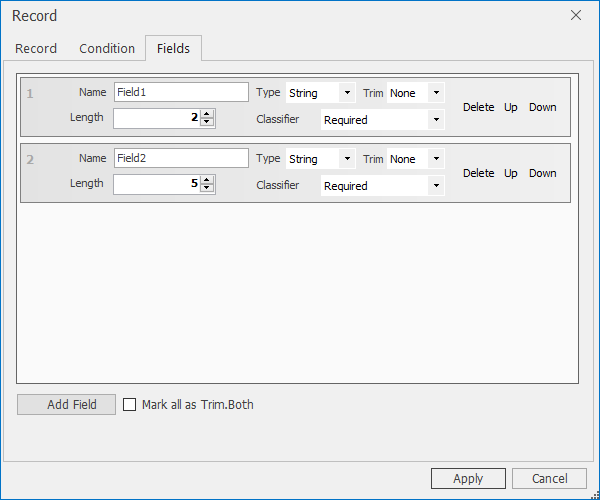 Record
Record Condition Fields
1 Name Field1 Type String Trim None Delete Up Down
Length 2 Classifier Required
2 Name Field2 Type String Trim None Delete Up Down
Length 5 Classifier Required
Add Field Mark all as Trim.Both
Apply Cancel